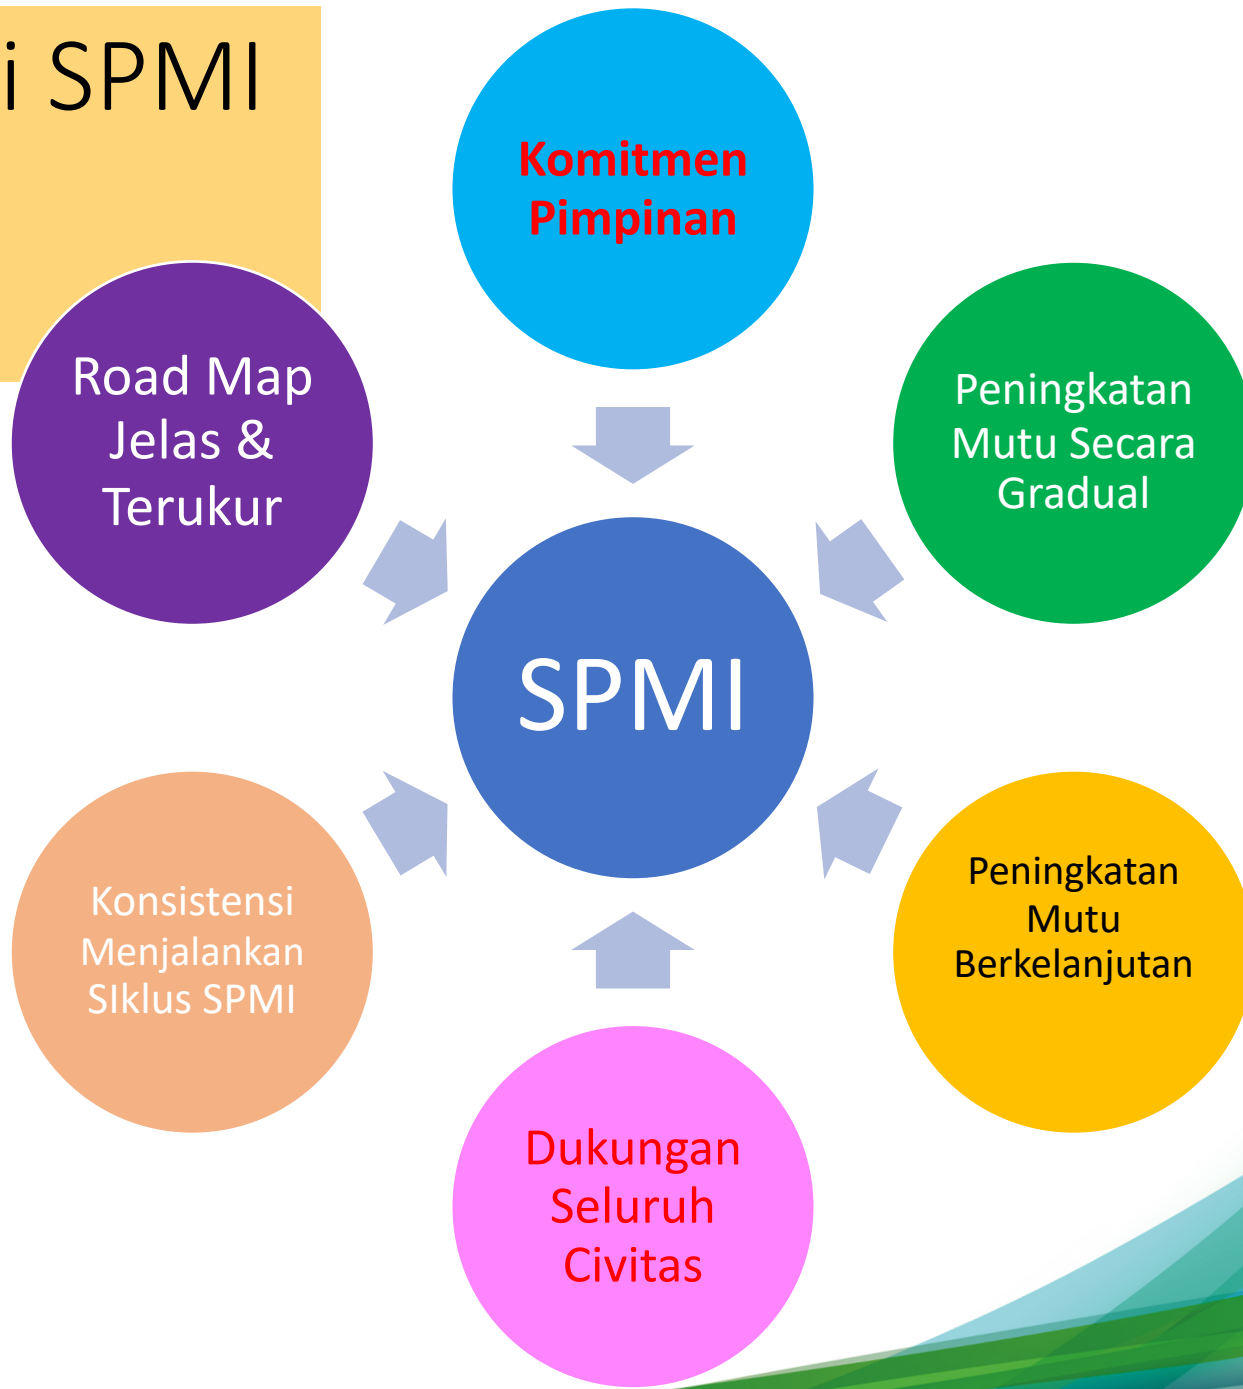 i SPMI
Komitmen
Pimpinan
Road Map
Jelas &
Terukur
Peningkatan
Mutu Secara
Gradual
SPMI
Konsistensi
Menjalankan
SIklus SPMI
Peningkatan
Mutu
Berkelanjutan
Dukungan
Seluruh
Civitas